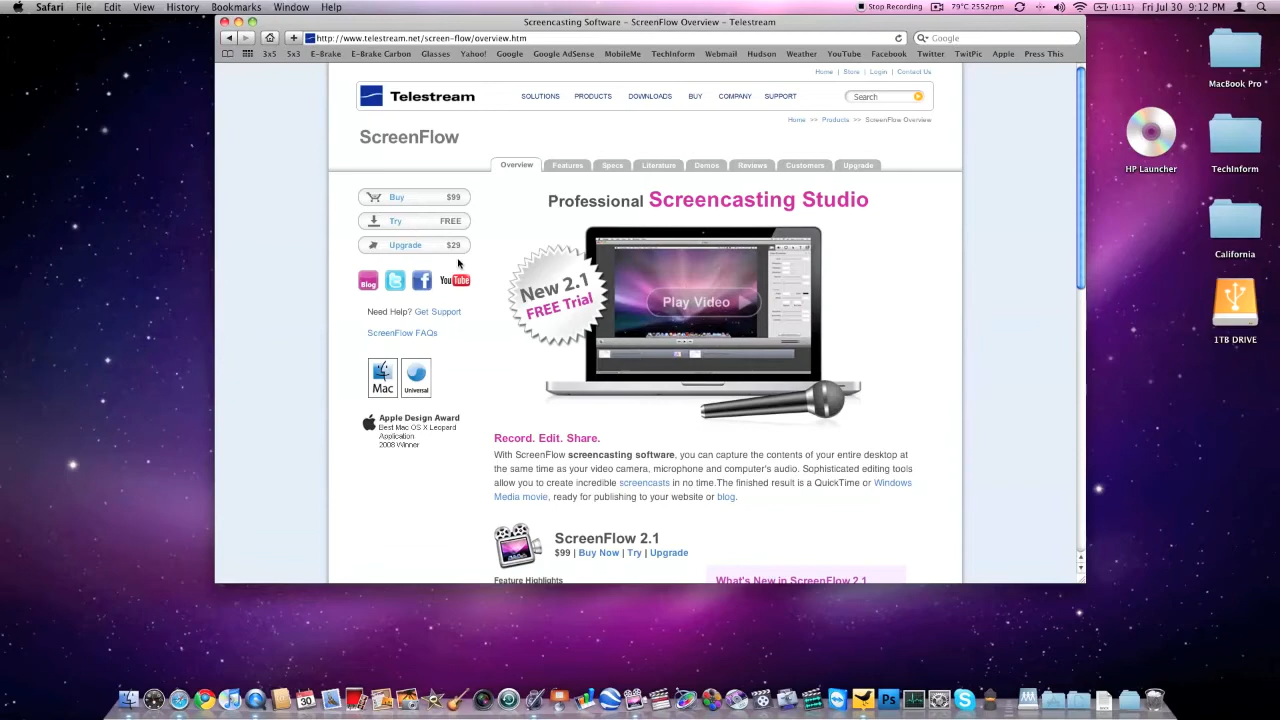 Safari File Edit View History Bookmarks Window Help Stop Recording 79°C 2552rpm (1:11) Fri Jul 30 9:12 PM
Screencasting Software – ScreenFlow Overview – Telestream
http://www.telestream.net/screen-flow/overview.htm Google
3x5 5x3 E-Brake E-Brake Carbon Glasses Yahoo! Google Google AdSense MobileMe TechInform Webmail Hudson Weather YouTube Facebook Twitter TwitPic Apple Press This
Home | Store | Login | Contact Us
Telestream SOLUTIONS PRODUCTS DOWNLOADS BUY COMPANY SUPPORT Search
Home >> Products >> ScreenFlow Overview
ScreenFlow
Overview Features Specs Literature Demos Reviews Customers Upgrade
Buy $99
Try FREE
Upgrade $29
Blog
YouTube
Need Help? Get Support
ScreenFlow FAQs
Mac Universal
Apple Design Award
Best Mac OS X Leopard
Application
2008 Winner
Professional Screencasting Studio
New 2.1
FREE Trial
Play Video
Record. Edit. Share.
With ScreenFlow screencasting software, you can capture the contents of your entire desktop at
the same time as your video camera, microphone and computer's audio. Sophisticated editing tools
allow you to create incredible screencasts in no time.The finished result is a QuickTime or Windows
Media movie, ready for publishing to your website or blog.
ScreenFlow 2.1
$99 | Buy Now | Try | Upgrade
Feature Highlights
What's New in ScreenFlow 2.1
MacBook Pro
HP Launcher
TechInform
California
1TB DRIVE
30
Ps